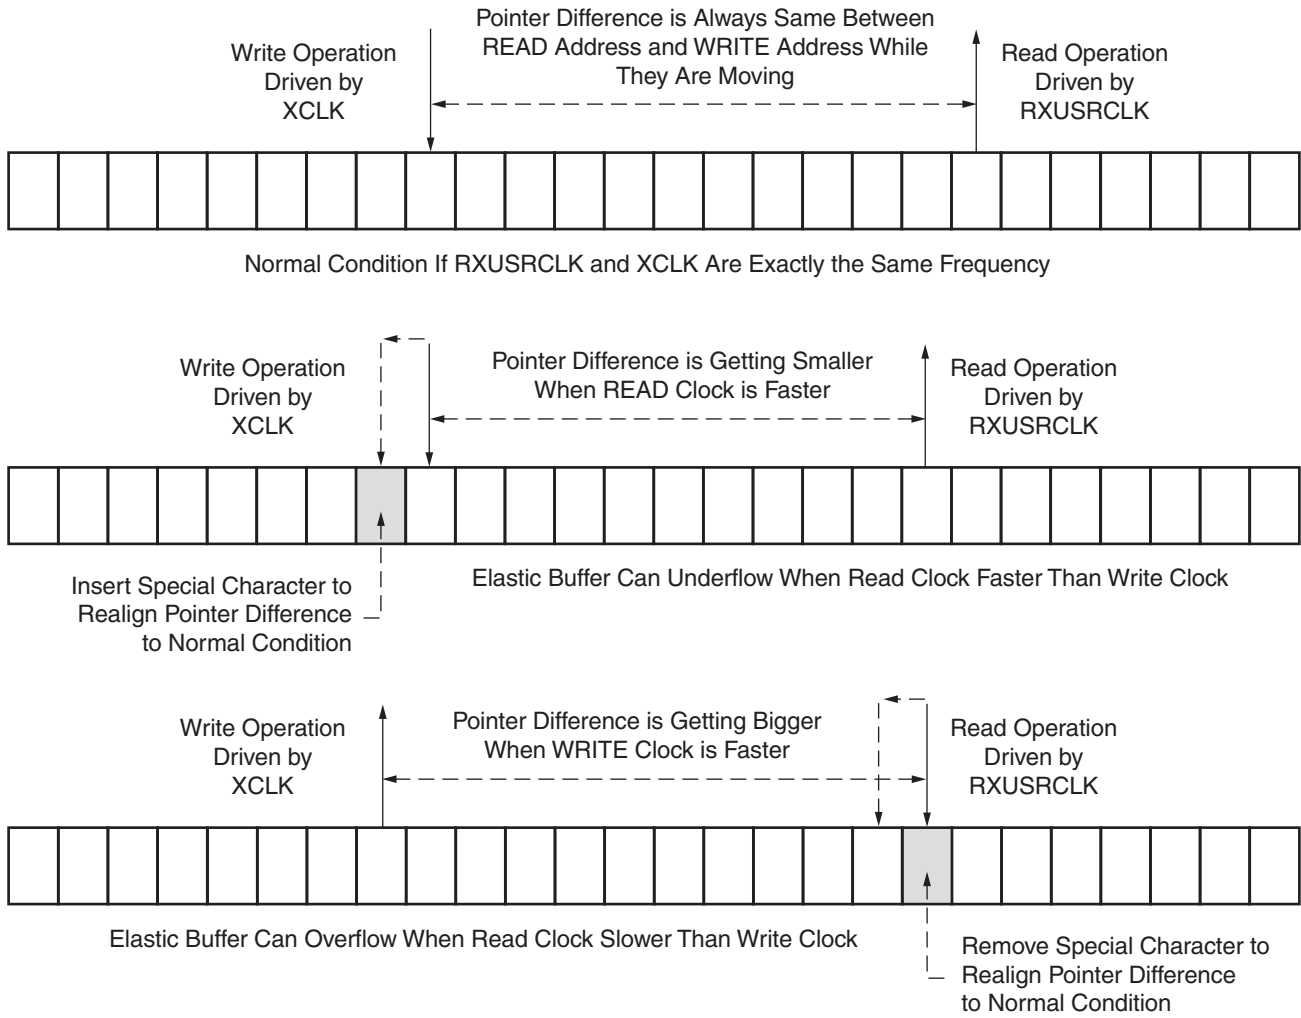 Pointer Difference is Always Same Between
READ Address and WRITE Address While
They Are Moving
Write Operation
Driven by
XCLK
Read Operation
Driven by
RXUSRCLK
Normal Condition If RXUSRCLK and XCLK Are Exactly the Same Frequency
Write Operation
Driven by
XCLK
Pointer Difference is Getting Smaller
When READ Clock is Faster
Read Operation
Driven by
RXUSRCLK
Insert Special Character to
Realign Pointer Difference
to Normal Condition
Elastic Buffer Can Underflow When Read Clock Faster Than Write Clock
Write Operation
Driven by
XCLK
Pointer Difference is Getting Bigger
When WRITE Clock is Faster
Read Operation
Driven by
RXUSRCLK
Elastic Buffer Can Overflow When Read Clock Slower Than Write Clock
Remove Special Character to
Realign Pointer Difference
to Normal Condition